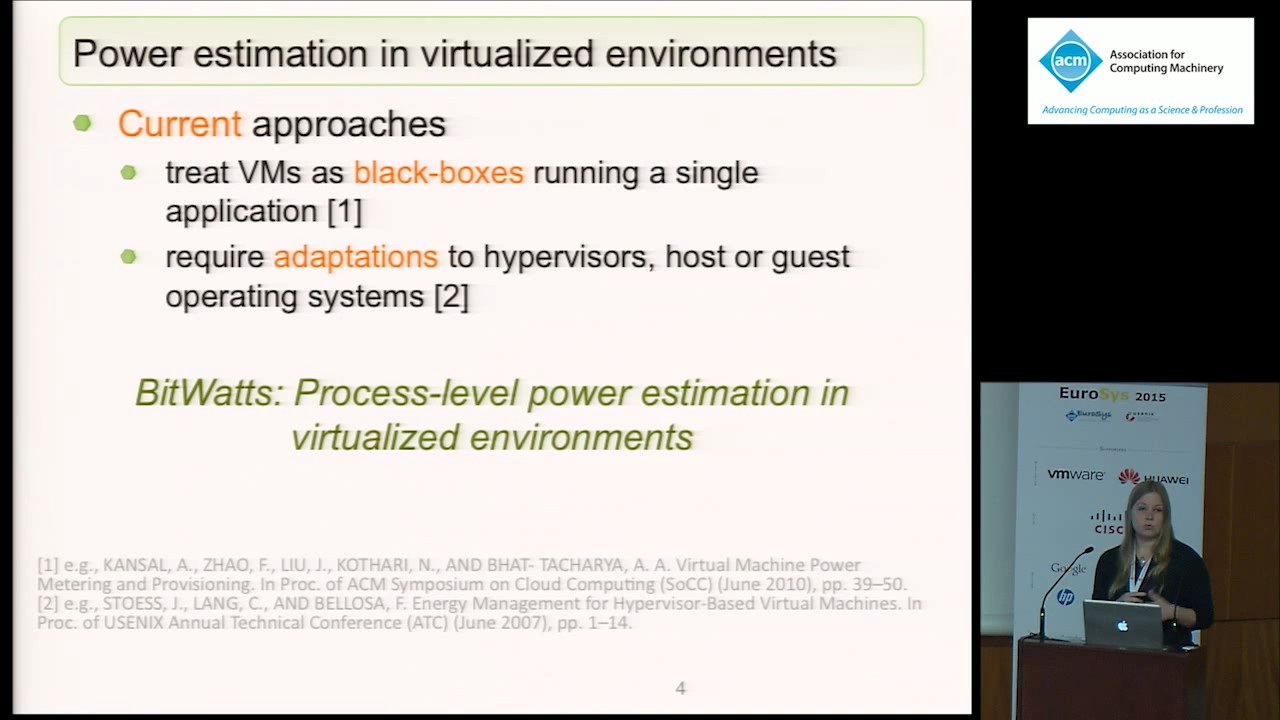 Power estimation in virtualized environments
Current approaches
treat VMs as black-boxes running a single
application [1]
require adaptations to hypervisors, host or guest
operating systems [2]
BitWatts: Process-level power estimation in
virtualized environments
[1] e.g., KANSAL, A., ZHAO, F., LIU, J., KOTHARI, N., AND BHAT- TACHARYA, A. A. Virtual Machine Power
Metering and Provisioning. In Proc. of ACM Symposium on Cloud Computing (SoCC) (June 2010), pp. 39–50.
[2] e.g., STOESS, J., LANG, C., AND BELLOSA, F. Energy Management for Hypervisor-Based Virtual Machines. In
Proc. of USENIX Annual Technical Conference (ATC) (June 2007), pp. 1–14.
4
acm
Association for
Computing Machinery
Advancing Computing as a Science & Profession
EuroSys 2015
EuroSys
vmware HUAWEI
CISC
Google
hp